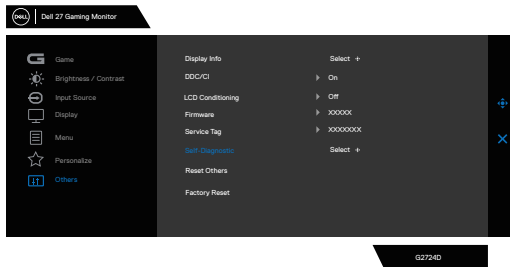 DELL Dell 27 Gaming Monitor
Game
Brightness / Contrast
Input Source
Display
Menu
Personalize
Others
Display Info Select +
DDC/CI On
LCD Conditioning Off
Firmware XXXXX
Service Tag XXXXXXX
Self-Diagnostic Select +
Reset Others
Factory Reset
G2724D